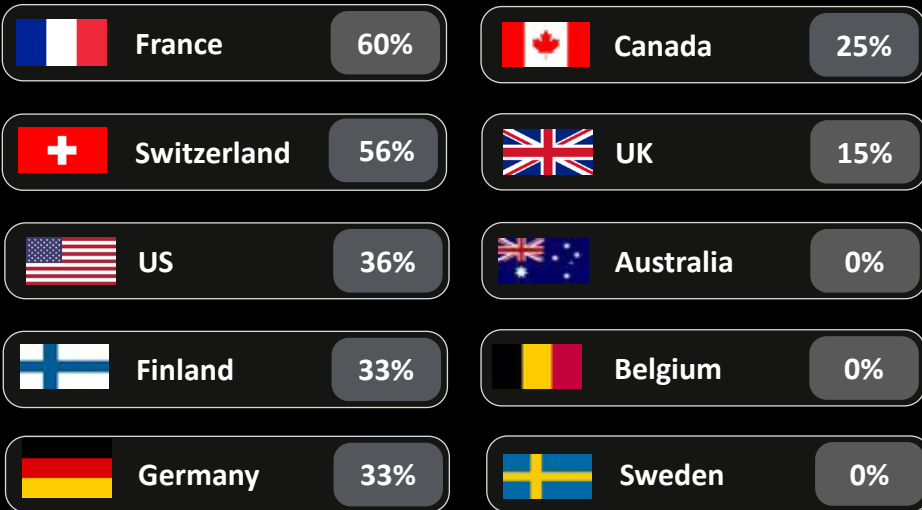 France 60%
Switzerland 56%
US 36%
Finland 33%
Germany 33%
Canada 25%
UK 15%
Australia 0%
Belgium 0%
Sweden 0%